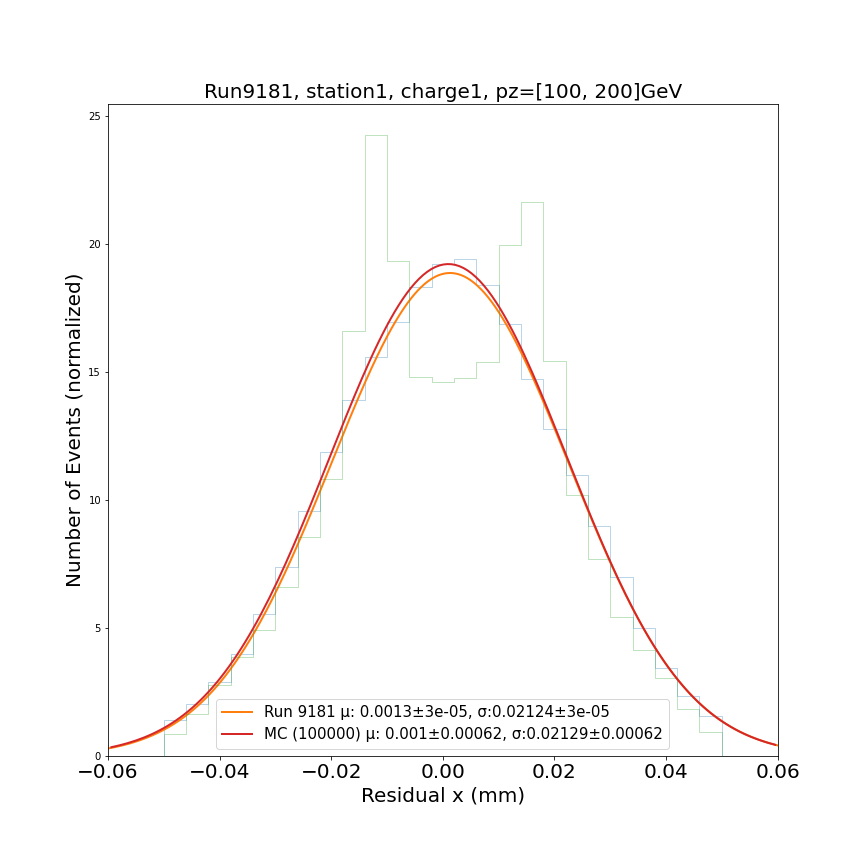 Run9181, station1, charge1, pz=[100, 200]GeV
25
20
15
10
5
0
Number of Events (normalized)
Run 9181 μ: 0.0013±3e-05, σ:0.02124±3e-05
MC (100000) μ: 0.001±0.00062, σ:0.02129±0.00062
−0.06 −0.04 −0.02 0.00 0.02 0.04 0.06
Residual x (mm)